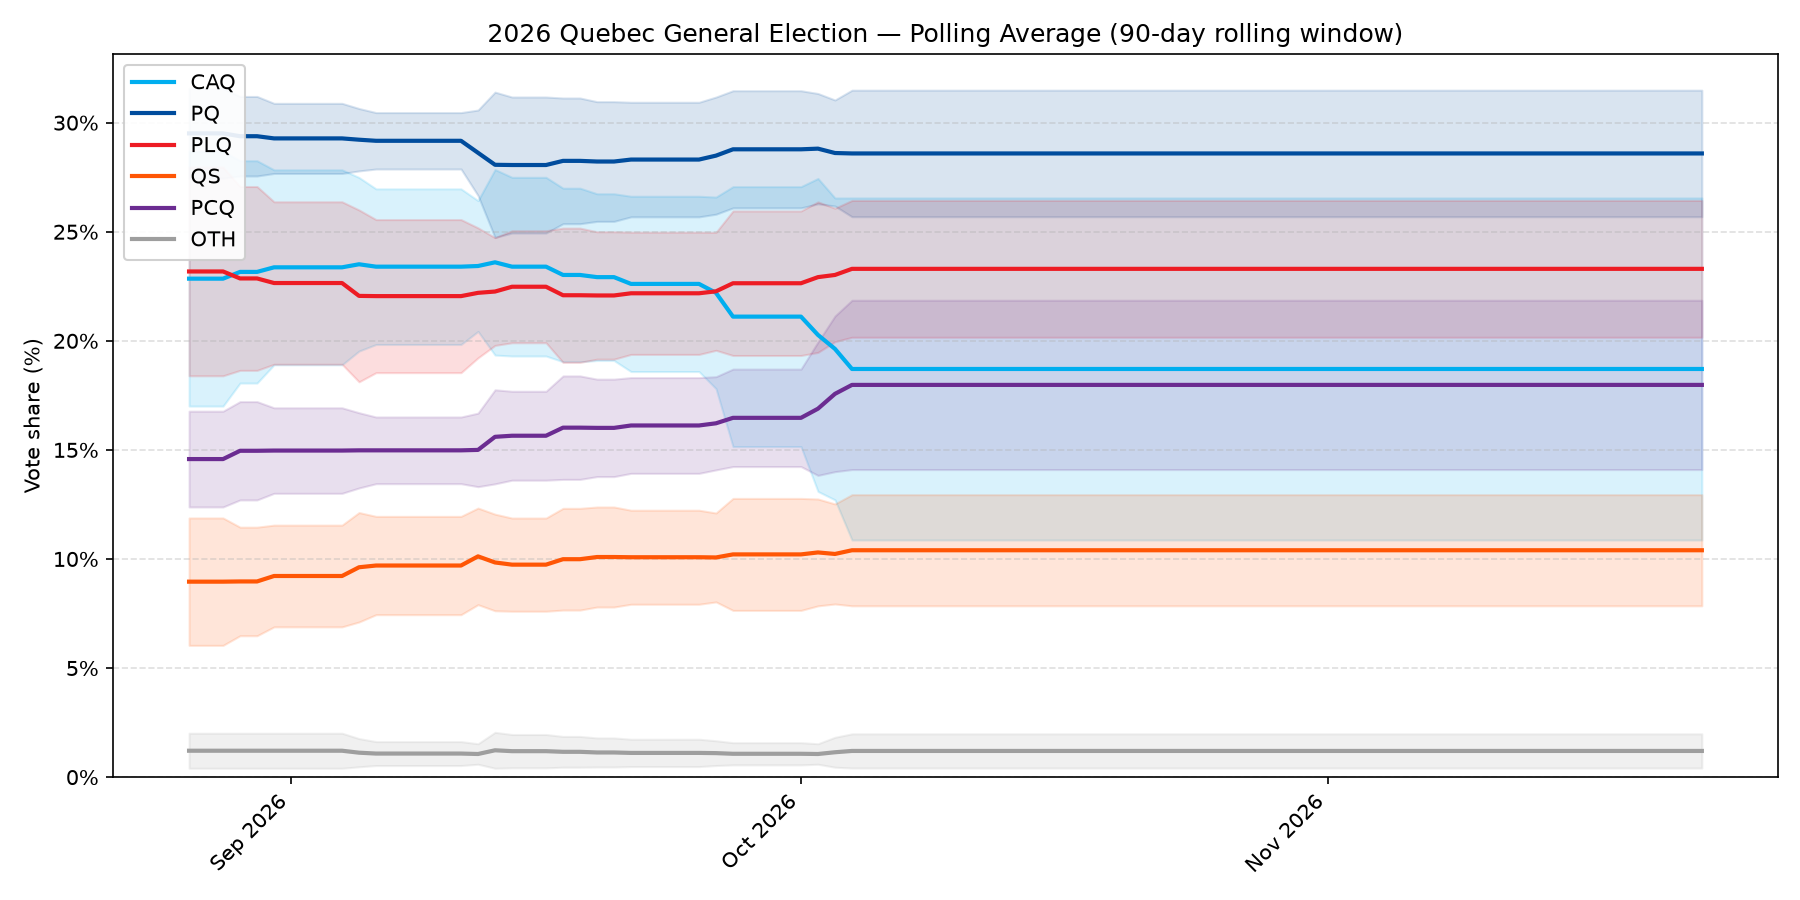 2026 Quebec General Election — Polling Average (90-day rolling window)
CAQ
PQ
PLQ
QS
PCQ
OTH
Vote share (%)
30%
25%
20%
15%
10%
5%
0%
Sep 2026
Oct 2026
Nov 2026